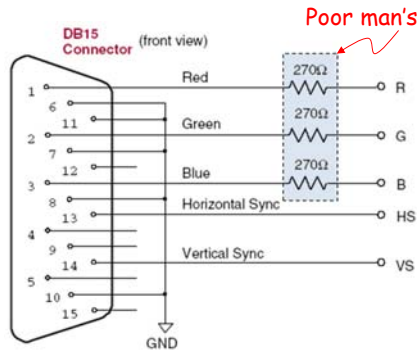 Poor man's
DB15
Connector (front view)
Red
270Ω
R
1
6
11
Green
270Ω
G
2
7
12
Blue
270Ω
B
3
8
Horizontal Sync
HS
13
4
9
Vertical Sync
VS
14
5
10
15
GND